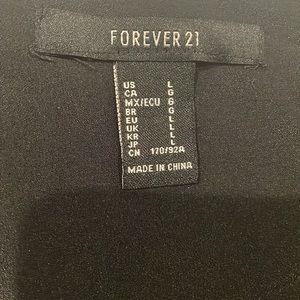 FOREVER 21
US L
CA G
MX/ECU G
BR G
EU L
UK L
KR L
JP L
CN 170/92A
MADE IN CHINA